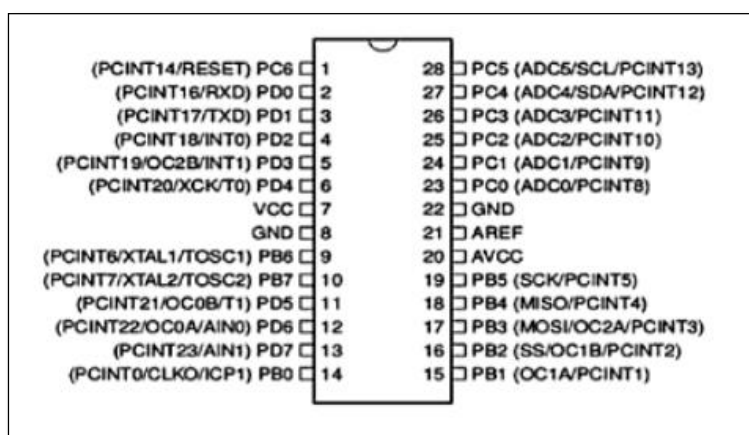 (PCINT14/RESET) PC6 1 28 PC5 (ADC5/SCL/PCINT13)
(PCINT16/RXD) PD0 2 27 PC4 (ADC4/SDA/PCINT12)
(PCINT17/TXD) PD1 3 26 PC3 (ADC3/PCINT11)
(PCINT18/INT0) PD2 4 25 PC2 (ADC2/PCINT10)
(PCINT19/OC2B/INT1) PD3 5 24 PC1 (ADC1/PCINT9)
(PCINT20/XCK/T0) PD4 6 23 PC0 (ADC0/PCINT8)
VCC 7 22 GND
GND 8 21 AREF
(PCINT6/XTAL1/TOSC1) PB6 9 20 AVCC
(PCINT7/XTAL2/TOSC2) PB7 10 19 PB5 (SCK/PCINT5)
(PCINT21/OC0B/T1) PD5 11 18 PB4 (MISO/PCINT4)
(PCINT22/OC0A/AIN0) PD6 12 17 PB3 (MOSI/OC2A/PCINT3)
(PCINT23/AIN1) PD7 13 16 PB2 (SS/OC1B/PCINT2)
(PCINT0/CLKO/ICP1) PB0 14 15 PB1 (OC1A/PCINT1)